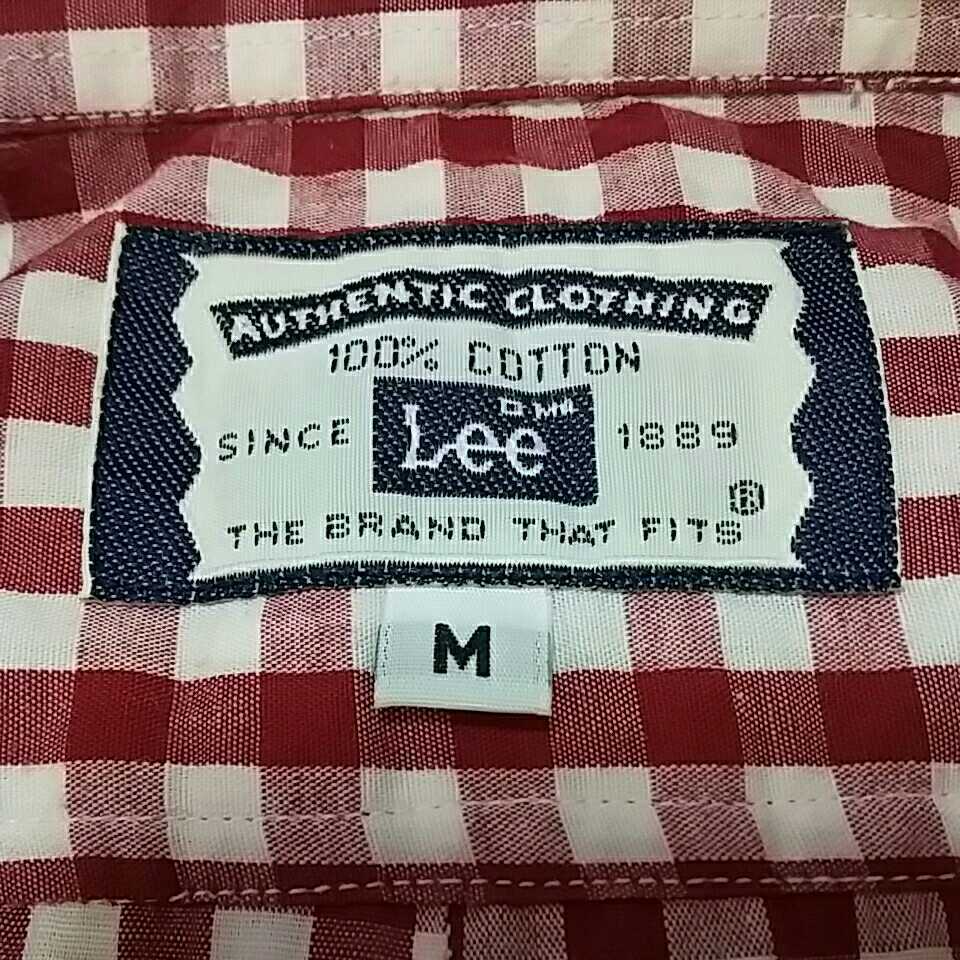 AUTHENTIC CLOTHING
100% COTTON
SINCE Lee 1889
THE BRAND THAT FITS®
M